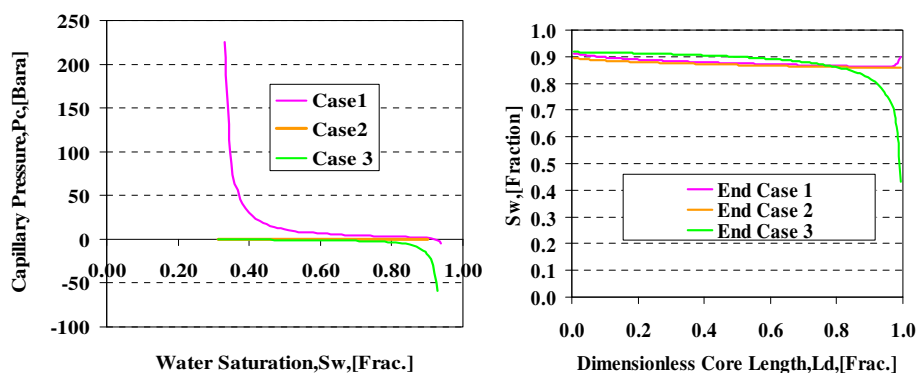 Capillary Pressure,Pc,[Bara]
250
200
150
100
50
0
-50
-100
0.00 0.20 0.40 0.60 0.80 1.00
Case1
Case2
Case 3
Water Saturation,Sw,[Frac.]
Sw,[Fraction]
1.0
0.9
0.8
0.7
0.6
0.5
0.4
0.3
0.2
0.1
0.0
0.0 0.2 0.4 0.6 0.8 1.0
End Case 1
End Case 2
End Case 3
Dimensionless Core Length,Ld,[Frac.]